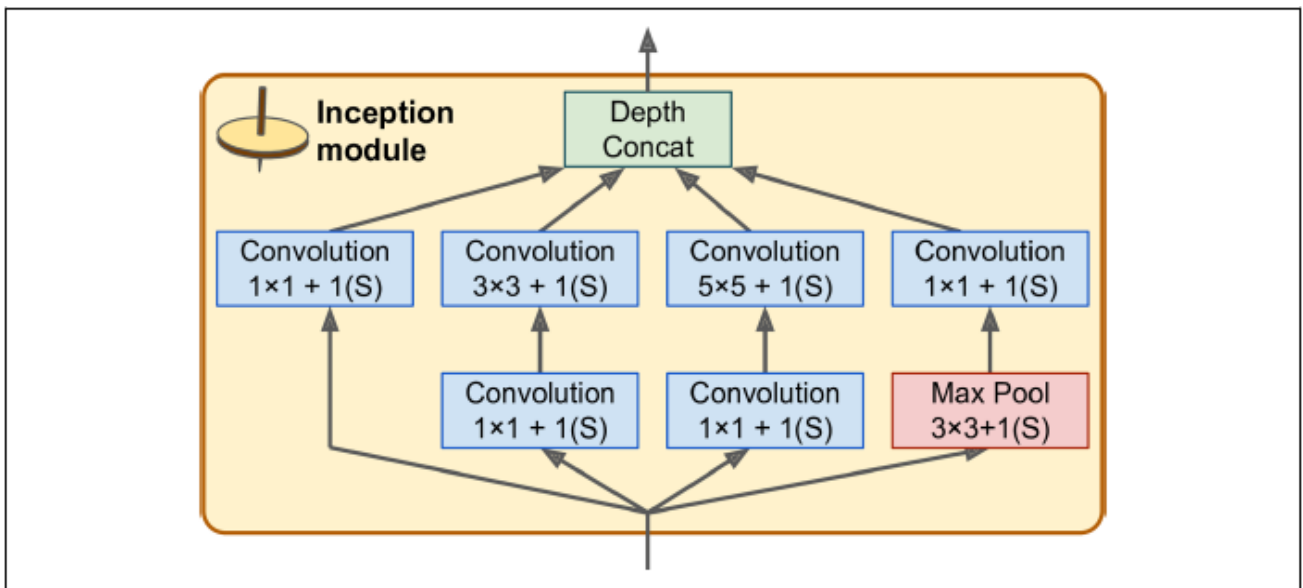 Inception
module
Depth
Concat
Convolution
1×1 + 1(S)
Convolution
3×3 + 1(S)
Convolution
5×5 + 1(S)
Convolution
1×1 + 1(S)
Convolution
1×1 + 1(S)
Convolution
1×1 + 1(S)
Max Pool
3×3+1(S)